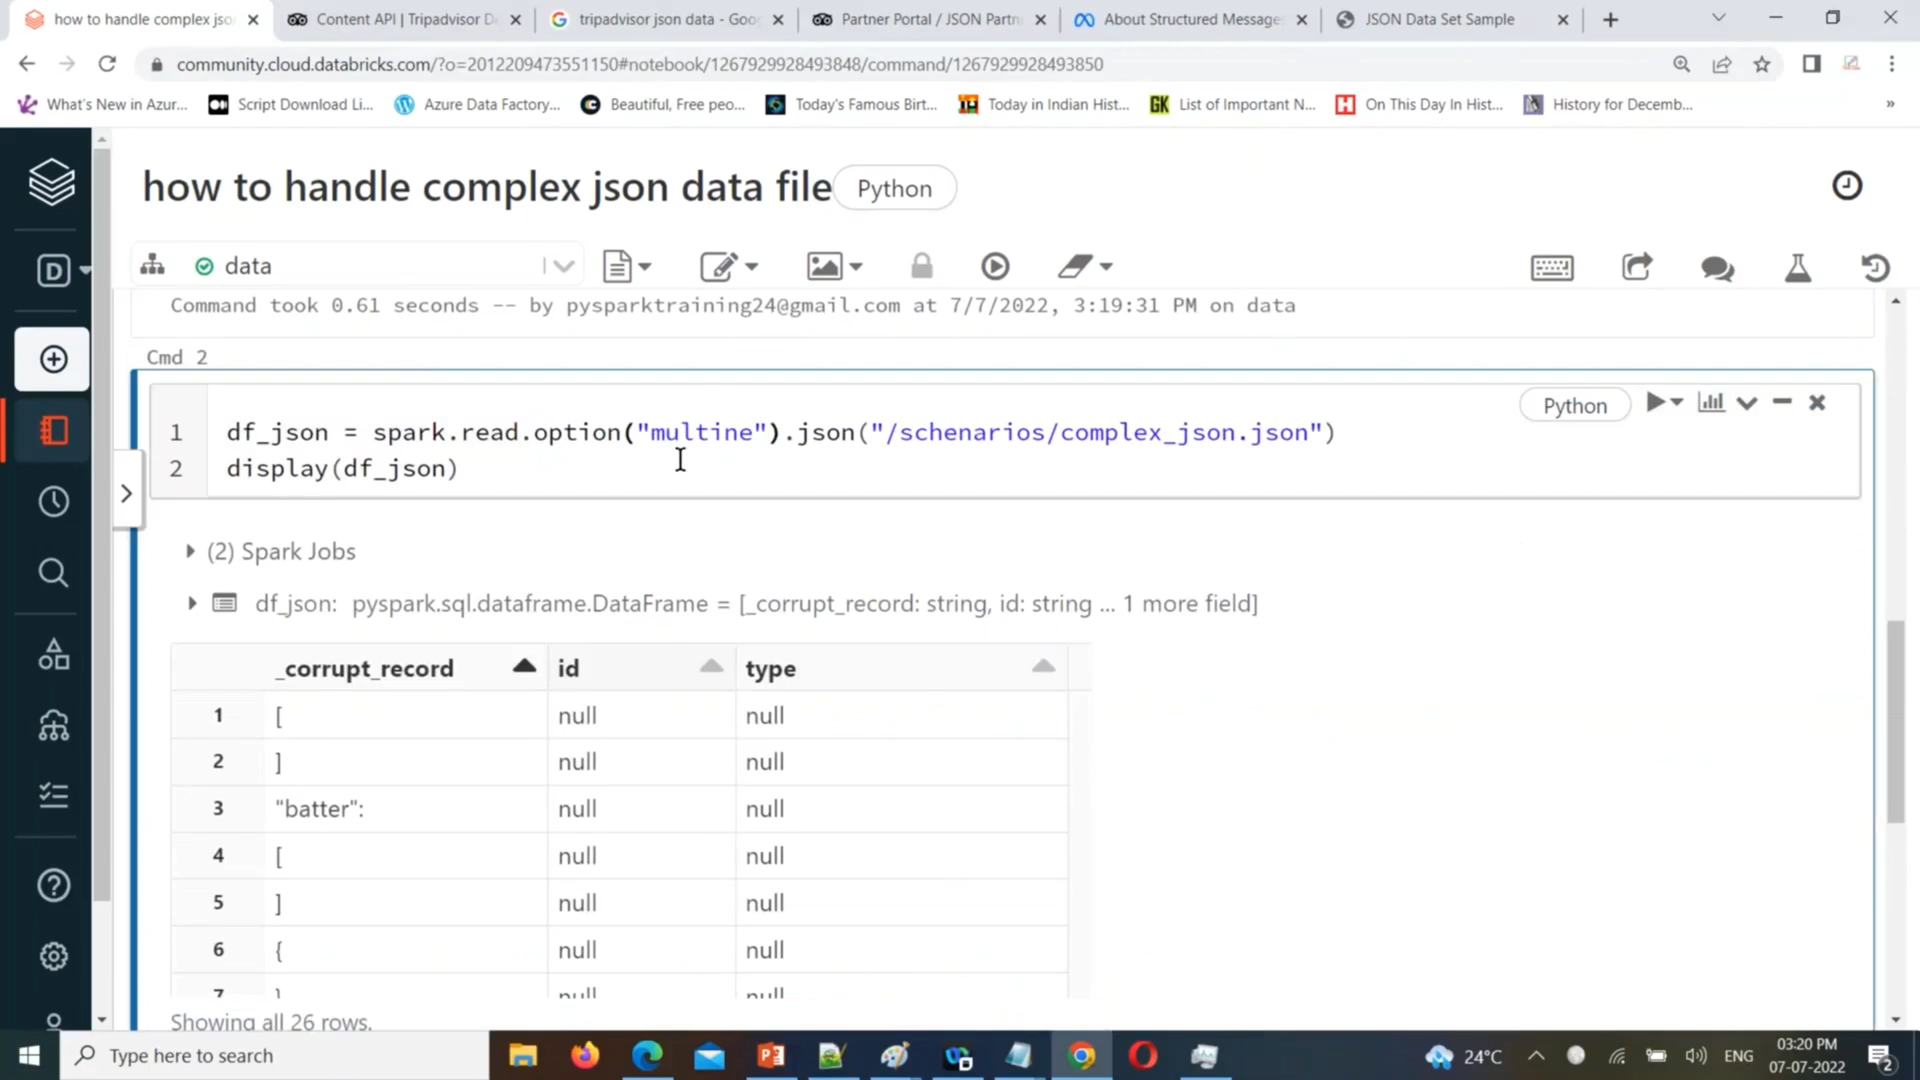 how to handle complex jso
Content API | Tripadvisor D
tripadvisor json data - Goo
Partner Portal / JSON Partn
About Structured Message
JSON Data Set Sample
community.cloud.databricks.com/?o=2012209473551150#notebook/1267929928493848/command/1267929928493850
What's New in Azur...
Script Download Li...
Azure Data Factory...
Beautiful, Free peo...
Today's Famous Birt...
Today in Indian Hist...
GK List of Important N...
On This Day In Hist...
History for Decemb...
»
how to handle complex json data file
Python
D
data
Command took 0.61 seconds -- by pysparktraining24@gmail.com at 7/7/2022, 3:19:31 PM on data
Cmd 2
Python
1 df_json = spark.read.option("multine").json("/schenarios/complex_json.json")
2 display(df_json)
(2) Spark Jobs
df_json: pyspark.sql.dataframe.DataFrame = [_corrupt_record: string, id: string ... 1 more field]
_corrupt_record id type
1 [ null null
2 ] null null
3 "batter": null null
4 [ null null
5 ] null null
6 { null null
7 } null null
Showing all 26 rows.
Type here to search
24°C
ENG
03:20 PM
07-07-2022
2